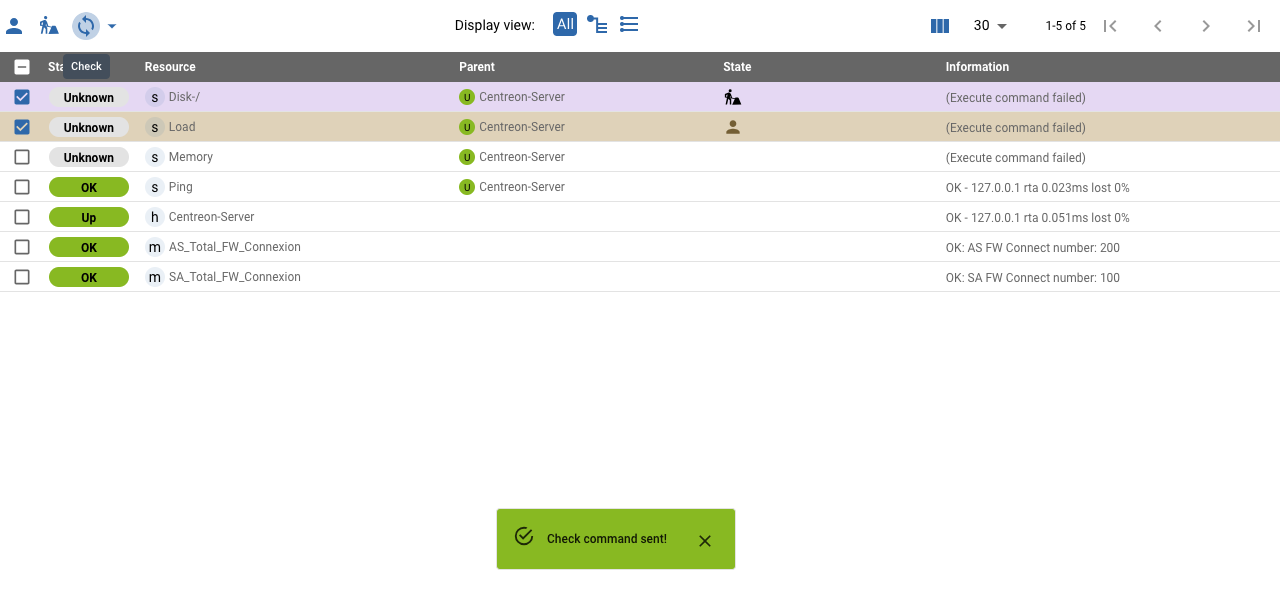 Display view: All 30 1-5 of 5
Sta Check Resource Parent State Information
Unknown s Disk-/ U Centreon-Server (Execute command failed)
Unknown s Load U Centreon-Server (Execute command failed)
Unknown s Memory U Centreon-Server (Execute command failed)
OK s Ping U Centreon-Server OK - 127.0.0.1 rta 0.023ms lost 0%
Up h Centreon-Server OK - 127.0.0.1 rta 0.051ms lost 0%
OK m AS_Total_FW_Connexion OK: AS FW Connect number: 200
OK m SA_Total_FW_Connexion OK: SA FW Connect number: 100
Check command sent!